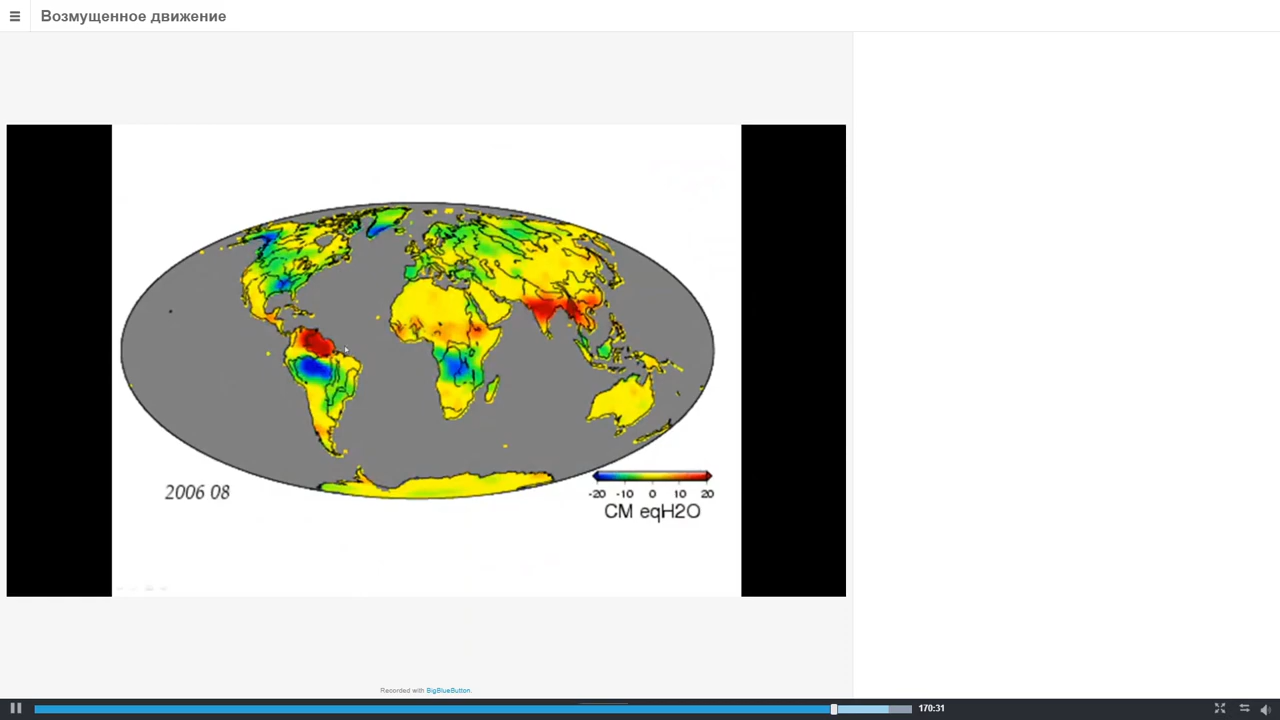 Возмущенное движение
2006 08
-20 -10 0 10 20
CM eqH2O
Recorded with BigBlueButton.
170:31